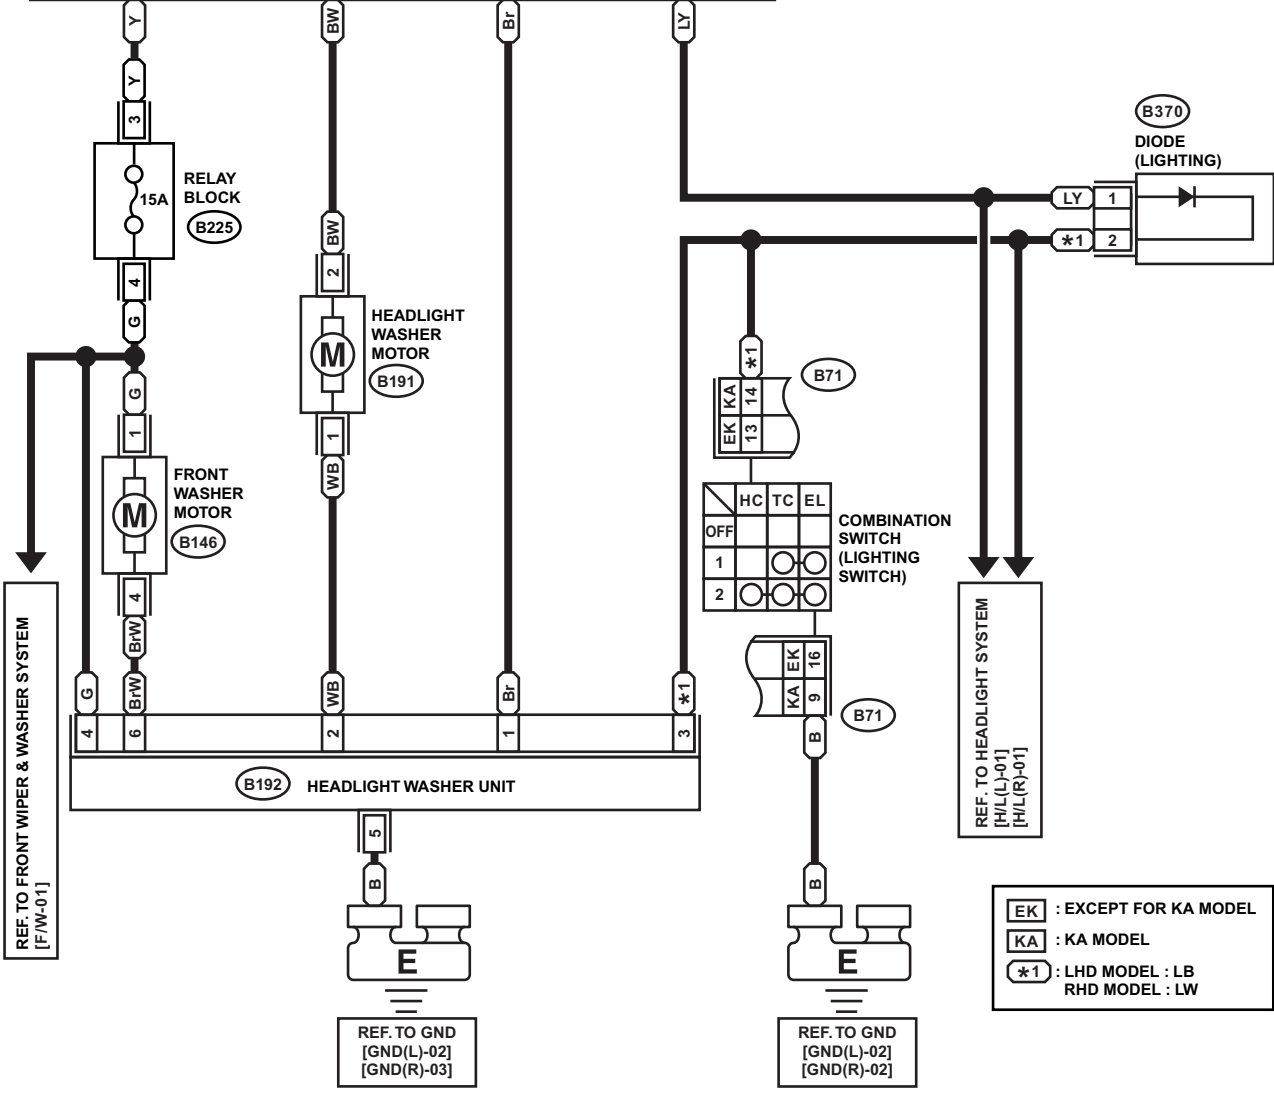 Y
BW
Br
LY
Y
3
15A
RELAY
BLOCK
B225
4
G
G
1
M
FRONT
WASHER
MOTOR
B146
4
BrW
BrW
6
G
4
BW
2
M
HEADLIGHT
WASHER
MOTOR
B191
1
WB
WB
2
Br
1
*1
3
B192
HEADLIGHT WASHER UNIT
5
B
E
REF. TO GND
[GND(L)-02]
[GND(R)-03]
REF. TO FRONT WIPER & WASHER SYSTEM
[F/W-01]
B370
DIODE
(LIGHTING)
LY
1
*1
2
*1
B71
KA 14
EK 13
HC TC EL
OFF
1
2
COMBINATION
SWITCH
(LIGHTING
SWITCH)
EK 16
KA 9
B71
B
B
E
REF. TO GND
[GND(L)-02]
[GND(R)-02]
REF. TO HEADLIGHT SYSTEM
[H/L(L)-01]
[H/L(R)-01]
EK : EXCEPT FOR KA MODEL
KA : KA MODEL
*1 : LHD MODEL : LB
RHD MODEL : LW